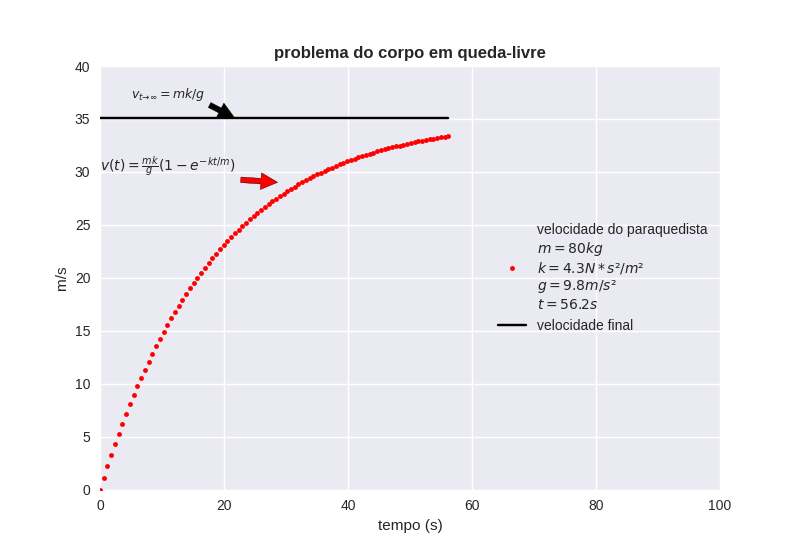 problema do corpo em queda-livre
40
35
30
25
20
15
10
5
0
m/s
v_{t→∞} = mk/g
v(t) = \frac{mk}{g}(1 − e^{−kt/m})
velocidade do paraquedista
m = 80kg
k = 4.3N * s²/m²
g = 9.8m/s²
t = 56.2s
velocidade final
0 20 40 60 80 100
tempo (s)